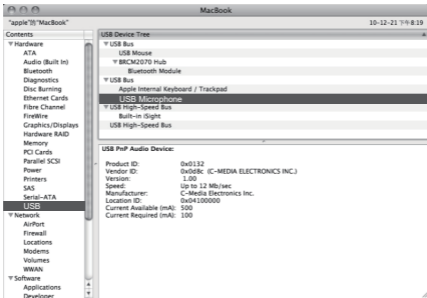 MacBook
"apple"的"MacBook"
10-12-21 下午8:19
Contents
▼Hardware
ATA
Audio (Built In)
Bluetooth
Diagnostics
Disc Burning
Ethernet Cards
Fibre Channel
FireWire
Graphics/Displays
Hardware RAID
Memory
PCI Cards
Parallel SCSI
Power
Printers
SAS
Serial-ATA
USB
▼Network
AirPort
Firewall
Locations
Modems
Volumes
WWAN
▼Software
Applications
Developer
USB Device Tree
▼USB Bus
USB Mouse
▼BRCM2070 Hub
Bluetooth Module
▼USB Bus
Apple Internal Keyboard / Trackpad
USB Microphone
▼USB High-Speed Bus
Built-in iSight
USB High-Speed Bus
USB PnP Audio Device:
Product ID: 0x0132
Vendor ID: 0x0d8c (C-MEDIA ELECTRONICS INC.)
Version: 1.00
Speed: Up to 12 Mb/sec
Manufacturer: C-Media Electronics Inc.
Location ID: 0x04100000
Current Available (mA): 500
Current Required (mA): 100